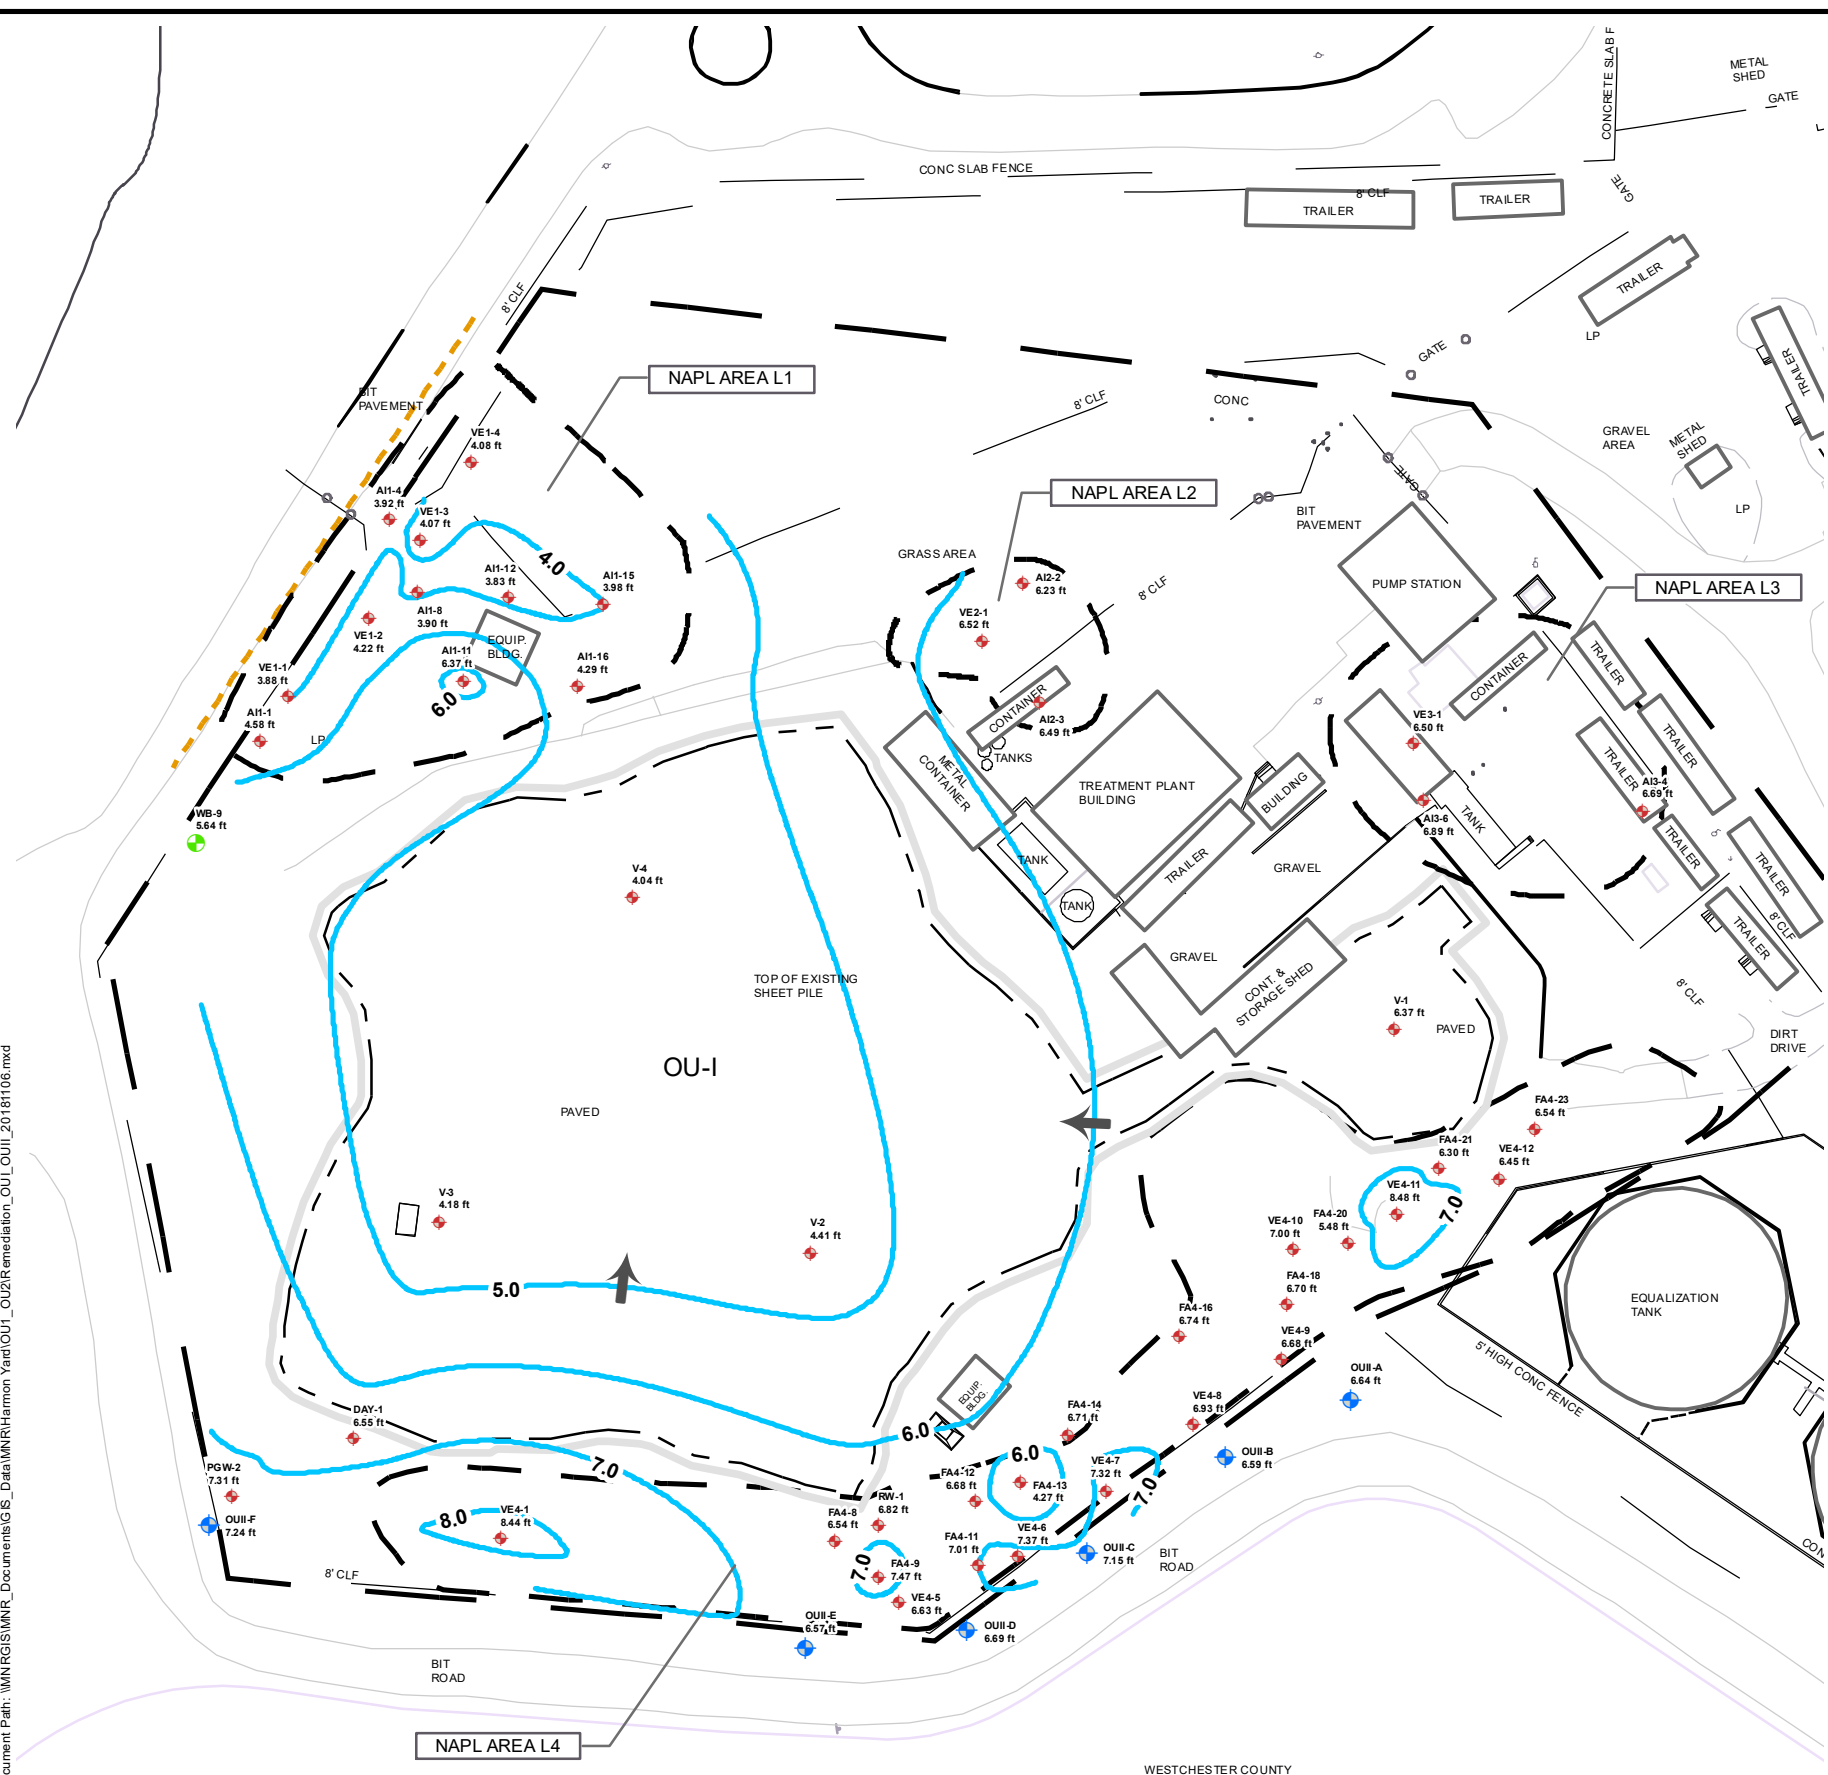 CONCRETE SLAB F
METAL
SHED
GATE
CONC SLAB FENCE
8' CLF
TRAILER
TRAILER
GATE
TRAILER
8' CLF
LP
GATE
TRAILER
NAPL AREA L1
BIT
PAVEMENT
8' CLF
CONC
GRAVEL
AREA
METAL
SHED
VE1-4
4.08 ft
GATE
AI1-4
3.92 ft
NAPL AREA L2
VE1-3
4.07 ft
BIT
PAVEMENT
LP
4.0
GRASS AREA
AI1-12
3.83 ft
AI1-15
3.98 ft
AI2-2
6.23 ft
8' CLF
PUMP STATION
NAPL AREA L3
AI1-8
3.90 ft
VE2-1
6.52 ft
VE1-2
4.22 ft
EQUIP.
BLDG.
AI1-11
6.37 ft
AI1-16
4.29 ft
VE1-1
3.88 ft
6.0
CONTAINER
CONTAINER
TRAILER
AI1-1
4.58 ft
LP
AI2-3
6.49 ft
VE3-1
6.50 ft
TRAILER
TANKS
METAL
CONTAINER
TREATMENT PLANT
BUILDING
BUILDING
TRAILER
AI3-4
6.69 ft
WB-9
5.64 ft
AI3-6
6.89 ft
TANK
TRAILER
TANK
TRAILER
GRAVEL
TRAILER
V-4
4.04 ft
TANK
8' CLF
TRAILER
GRAVEL
TOP OF EXISTING
SHEET PILE
CONT. &
STORAGE SHED
8' CLF
V-1
6.37 ft
PAVED
DIRT
DRIVE
OU-I
PAVED
FA4-23
6.54 ft
FA4-21
6.30 ft
VE4-12
6.45 ft
VE4-11
8.48 ft
7.0
V-3
4.18 ft
V-2
4.41 ft
FA4-20
5.48 ft
VE4-10
7.00 ft
5.0
FA4-18
6.70 ft
EQUALIZATION
TANK
FA4-16
6.74 ft
VE4-9
6.68 ft
5' HIGH CONC FENCE
OUII-A
6.64 ft
EQUIP.
BLDG.
VE4-8
6.93 ft
DAY-1
6.55 ft
FA4-14
6.71 ft
6.0
6.0
OUII-B
6.59 ft
PGW-2
7.31 ft
7.0
FA4-12
6.68 ft
VE4-7
7.32 ft
FA4-13
4.27 ft
7.0
RW-1
6.82 ft
VE4-1
8.44 ft
8.0
FA4-8
6.54 ft
OUII-F
7.24 ft
VE4-6
7.37 ft
FA4-11
7.01 ft
OUII-C
7.15 ft
BIT
ROAD
CON
7.0
FA4-9
7.47 ft
8' CLF
VE4-5
6.63 ft
OUII-E
6.57 ft
OUII-D
6.69 ft
BIT
ROAD
NAPL AREA L4
WESTCHESTER COUNTY
cument Path: \\MNRGIS\MNR_Documents\GIS_Data\MNR\Harmon Yard\OU1_OU2\Remediation_OUI_OUII_20181106.mxd